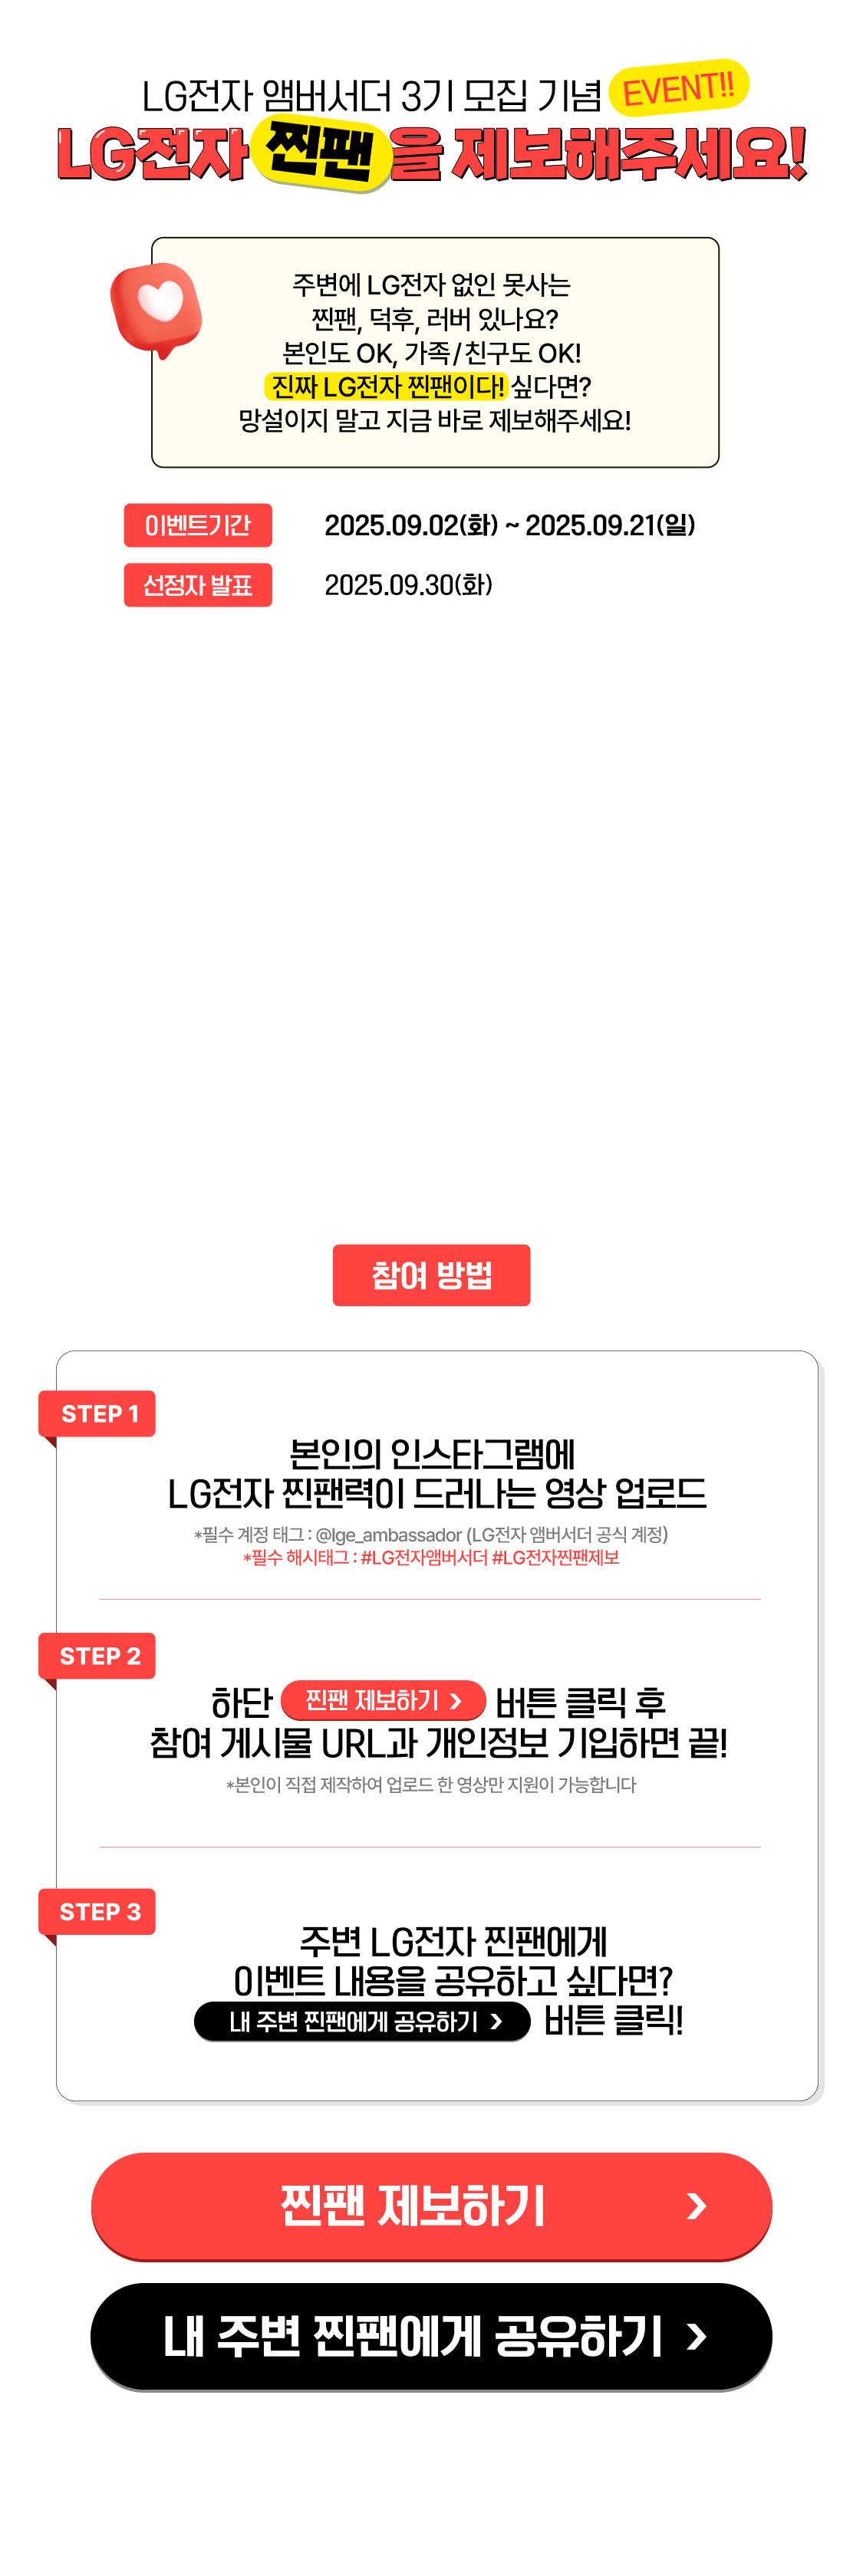 LG전자 앰버서더 3기 모집 기념 EVENT!!
LG전자 찐팬을 제보해주세요!
주변에 LG전자 없인 못사는
찐팬, 덕후, 러버 있나요?
본인도 OK, 가족/친구도 OK!
진짜 LG전자 찐팬이다! 싶다면?
망설이지 말고 지금 바로 제보해주세요!
이벤트기간 2025.09.02(화) ~ 2025.09.21(일)
선정자 발표 2025.09.30(화)
참여 방법
STEP 1
본인의 인스타그램에
LG전자 찐팬력이 드러나는 영상 업로드
*필수 계정 태그 : @lge_ambassador (LG전자 앰버서더 공식 계정)
*필수 해시태그 : #LG전자앰버서더 #LG전자찐팬제보
STEP 2
하단 찐팬 제보하기 > 버튼 클릭 후
참여 게시물 URL과 개인정보 기입하면 끝!
*본인이 직접 제작하여 업로드 한 영상만 지원이 가능합니다
STEP 3
주변 LG전자 찐팬에게
이벤트 내용을 공유하고 싶다면?
내 주변 찐팬에게 공유하기 > 버튼 클릭!
찐팬 제보하기 >
내 주변 찐팬에게 공유하기 >